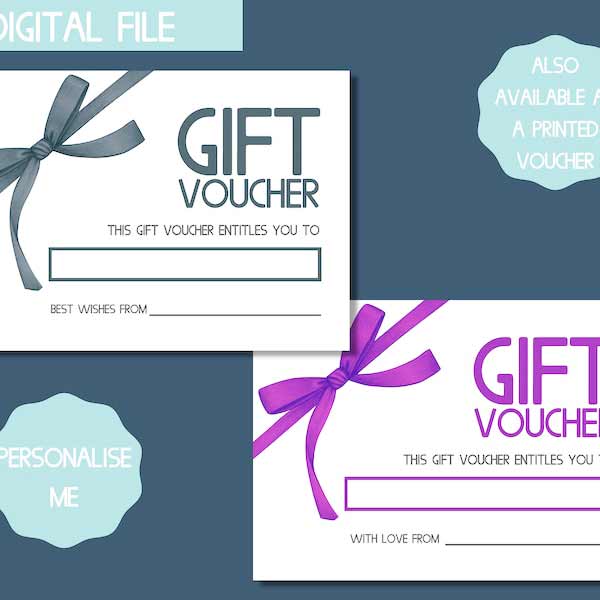 DIGITAL FILE
ALSO
AVAILABLE A
A PRINTED
VOUCHER
GIFT
VOUCHER
THIS GIFT VOUCHER ENTITLES YOU TO
BEST WISHES FROM
GIFT
VOUCHER
THIS GIFT VOUCHER ENTITLES YOU T
WITH LOVE FROM
PERSONALISE
ME